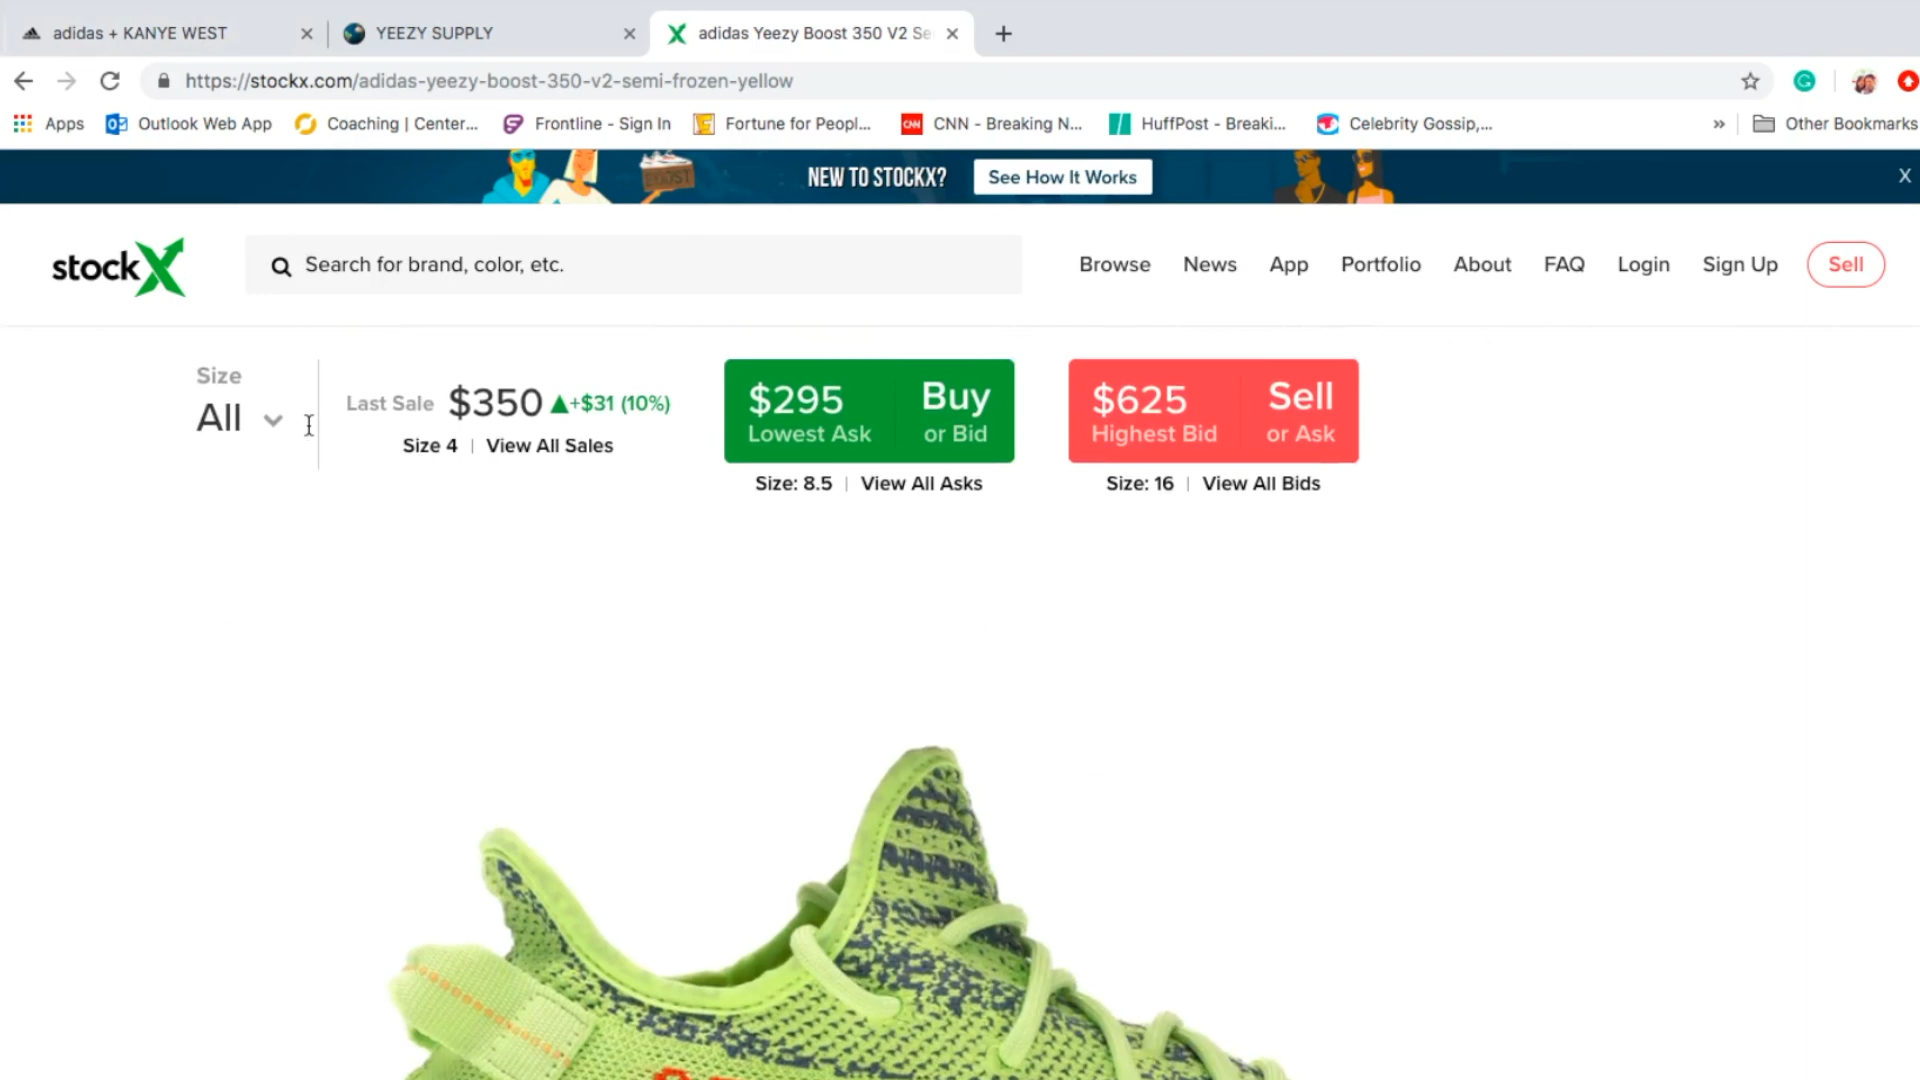 adidas + KANYE WEST
YEEZY SUPPLY
adidas Yeezy Boost 350 V2 Se
https://stockx.com/adidas-yeezy-boost-350-v2-semi-frozen-yellow
Apps
Outlook Web App
Coaching | Center...
Frontline - Sign In
Fortune for Peopl...
CNN - Breaking N...
HuffPost - Breaki...
Celebrity Gossip,...
Other Bookmarks
NEW TO STOCKX?
See How It Works
X
stockX
Search for brand, color, etc.
Browse
News
App
Portfolio
About
FAQ
Login
Sign Up
Sell
Size
All
Last Sale $350 ▲+$31 (10%)
Size 4 | View All Sales
$295 Buy
Lowest Ask or Bid
Size: 8.5 | View All Asks
$625 Sell
Highest Bid or Ask
Size: 16 | View All Bids